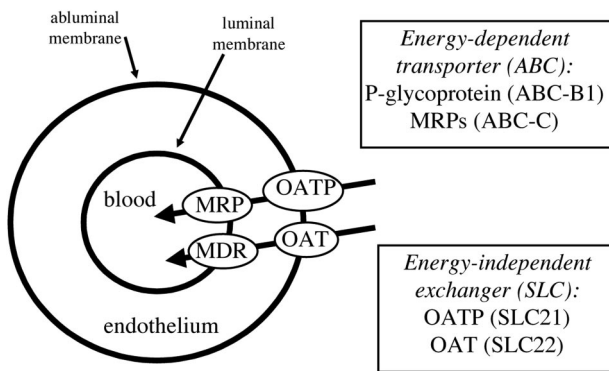 abluminal
membrane
luminal
membrane
blood
MRP
OATP
MDR
OAT
endothelium
Energy-dependent
transporter (ABC):
P-glycoprotein (ABC-B1)
MRPs (ABC-C)
Energy-independent
exchanger (SLC):
OATP (SLC21)
OAT (SLC22)